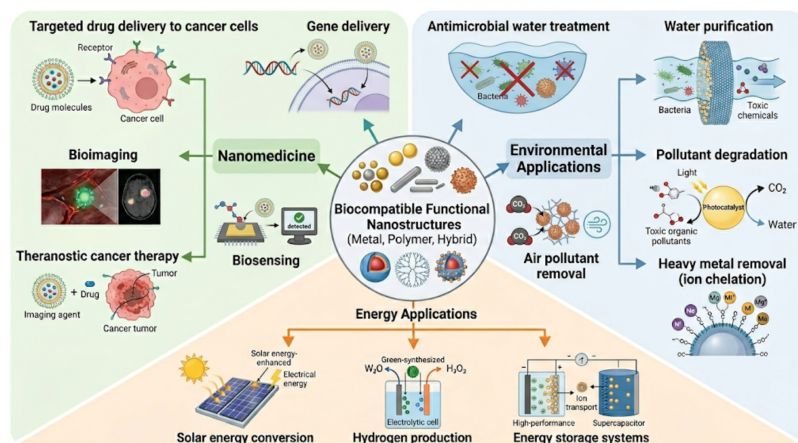 Targeted drug delivery to cancer cells
Receptor
Drug molecules
Cancer cell
Gene delivery
Antimicrobial water treatment
Bacteria
Water purification
Bacteria
Toxic
chemicals
Bioimaging
Nanomedicine
Environmental
Applications
Pollutant degradation
Light
CO₂
Photocatalyst
Toxic organic
pollutants
Water
Biocompatible Functional
Nanostructures
(Metal, Polymer, Hybrid)
detected
Biosensing
CO₂
CO₂
Air pollutant
removal
Theranostic cancer therapy
Tumor
Drug
+
Imaging agent
Cancer tumor
Heavy metal removal
(ion chelation)
Mg
Ne
Energy Applications
Solar energy-
enhanced
Electrical
energy
Solar energy conversion
Green-synthesized
W₂O
H₂O₂
Electrolytic cell
Hydrogen production
Ion
transport
High-performance
Supercapacitor
Energy storage systems